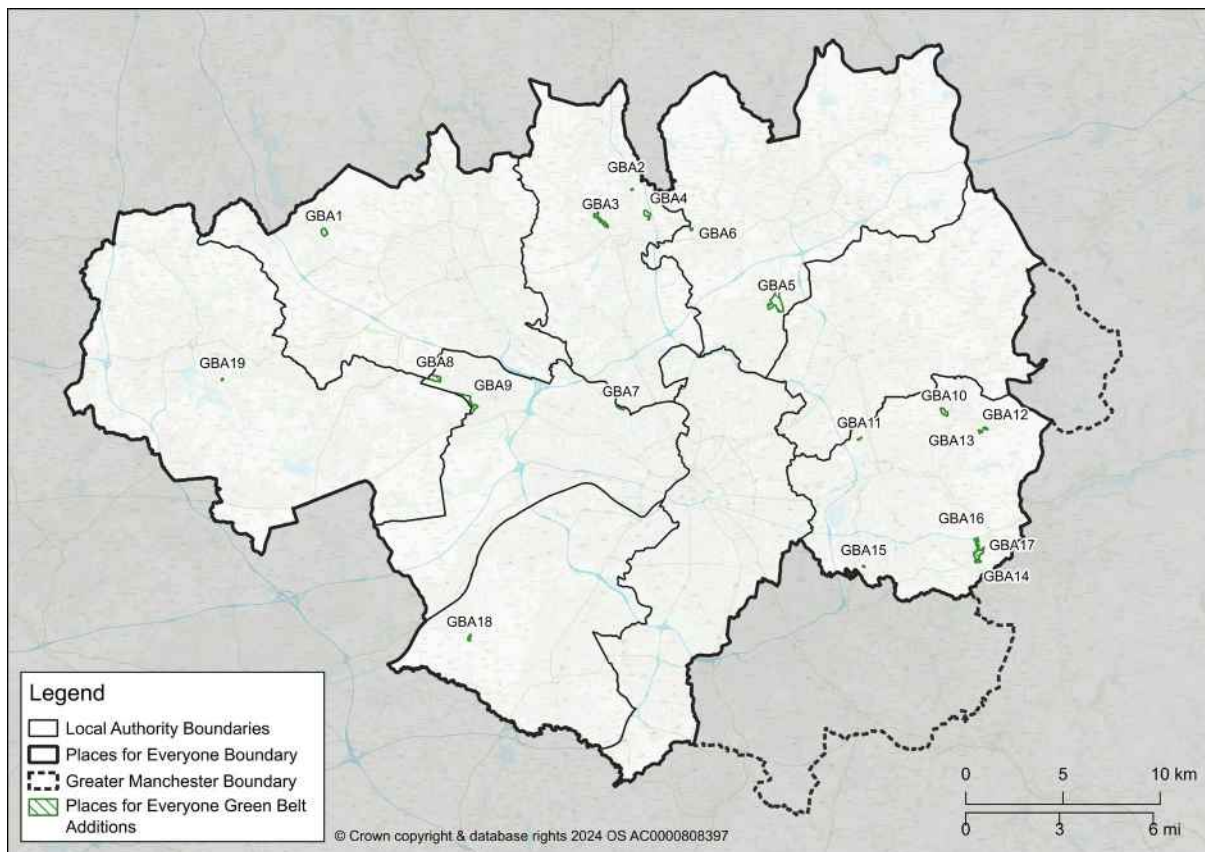 GBA2
GBA3
GBA4
GBA1
GBA6
GBA5
GBA19
GBA8
GBA9
GBA7
GBA10
GBA12
GBA11
GBA13
GBA16
GBA17
GBA15
GBA14
GBA18
Legend
Local Authority Boundaries
Places for Everyone Boundary
Greater Manchester Boundary
Places for Everyone Green Belt
Additions
© Crown copyright & database rights 2024 OS AC0000808397
0 5 10 km
0 3 6 mi